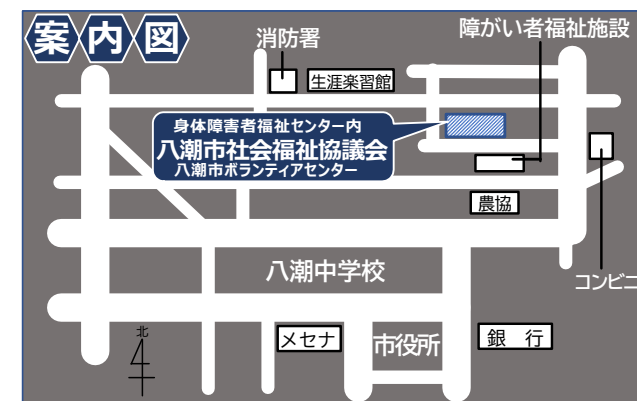 案内図
消防署
障がい者福祉施設
生涯楽習館
身体障害者福祉センター内
八潮市社会福祉協議会
八潮市ボランティアセンター
農協
八潮中学校
コンビニ
北
メセナ
市役所
銀 行